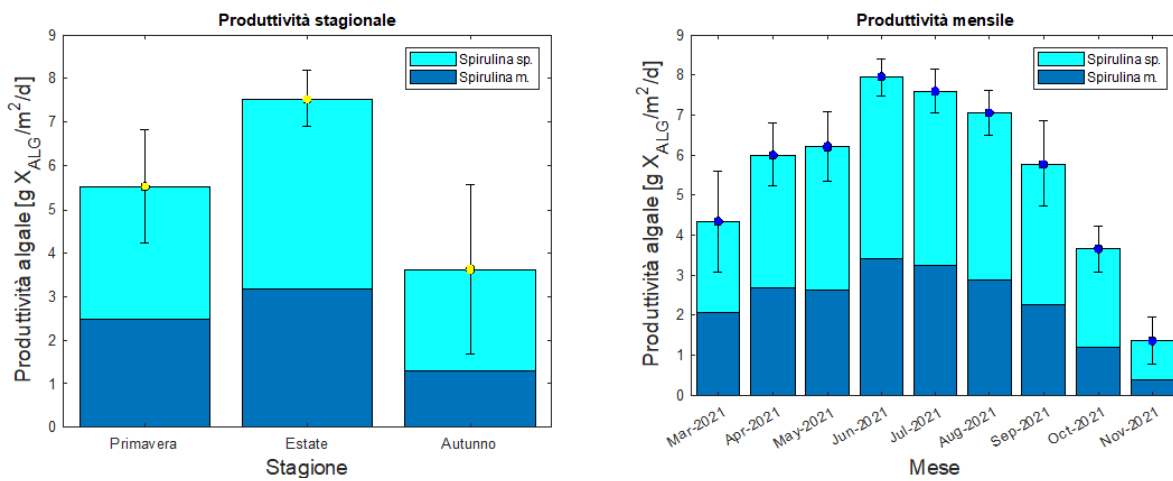 Produttività stagionale
9
8
7
6
5
4
3
2
1
0
Produttività algale [g X_ALG/m^2/d]
Spirulina sp.
Spirulina m.
Primavera
Estate
Autunno
Stagione
Produttività mensile
9
8
7
6
5
4
3
2
1
0
Produttività algale [g X_ALG/m^2/d]
Spirulina sp.
Spirulina m.
Mar-2021
Apr-2021
May-2021
Jun-2021
Jul-2021
Aug-2021
Sep-2021
Oct-2021
Nov-2021
Mese